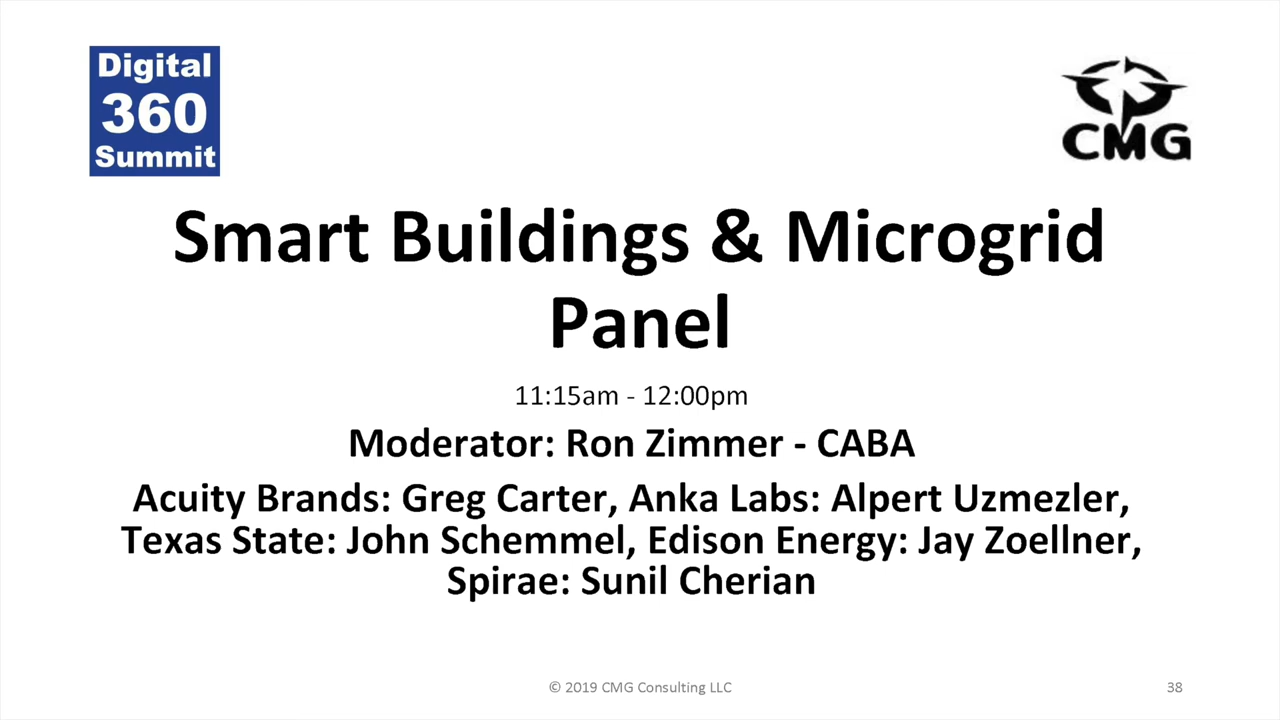 Digital
360
Summit
CMG
Smart Buildings & Microgrid
Panel
11:15am - 12:00pm
Moderator: Ron Zimmer - CABA
Acuity Brands: Greg Carter, Anka Labs: Alpert Uzmezler,
Texas State: John Schemmel, Edison Energy: Jay Zoellner,
Spirae: Sunil Cherian
© 2019 CMG Consulting LLC
38